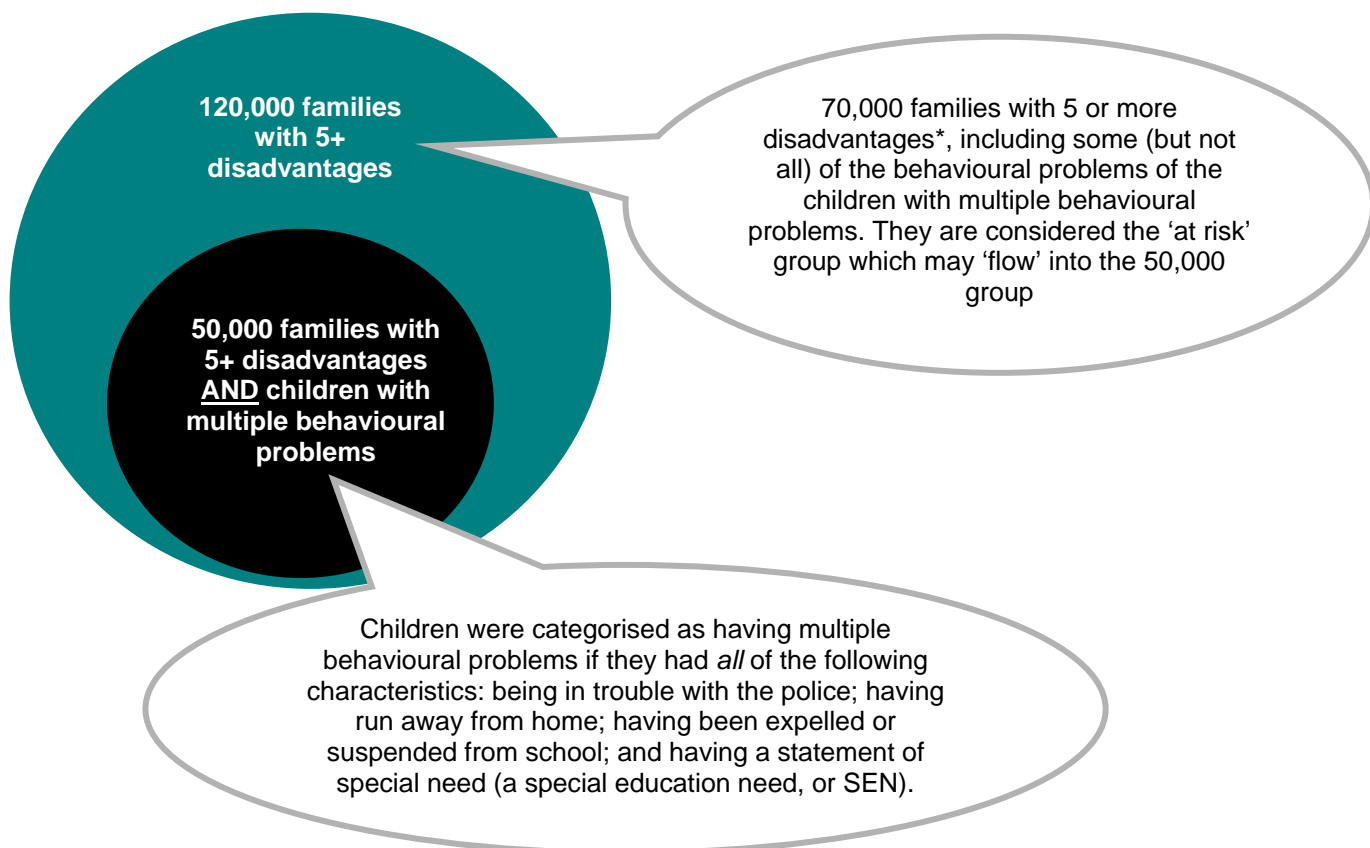 120,000 families
with 5+
disadvantages
70,000 families with 5 or more
disadvantages*, including some (but not
all) of the behavioural problems of the
children with multiple behavioural
problems. They are considered the ‘at risk’
group which may ‘flow’ into the 50,000
group
50,000 families with
5+ disadvantages
AND children with
multiple behavioural
problems
Children were categorised as having multiple
behavioural problems if they had all of the following
characteristics: being in trouble with the police; having
run away from home; having been expelled or
suspended from school; and having a statement of
special need (a special education need, or SEN).